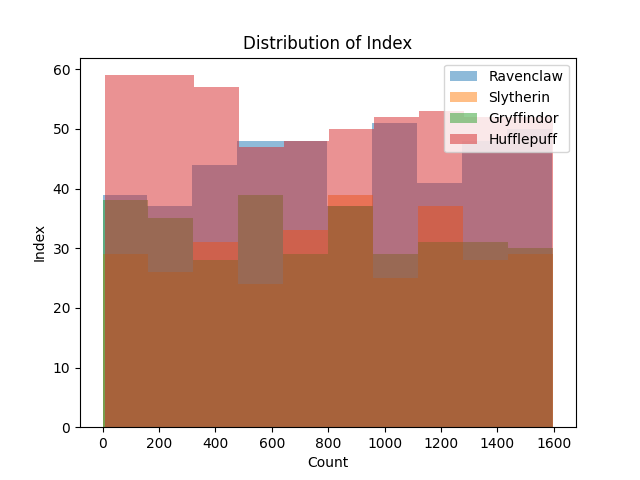 Distribution of Index
Ravenclaw
Slytherin
Gryffindor
Hufflepuff
60
50
40
30
20
10
0
Index
0 200 400 600 800 1000 1200 1400 1600
Count